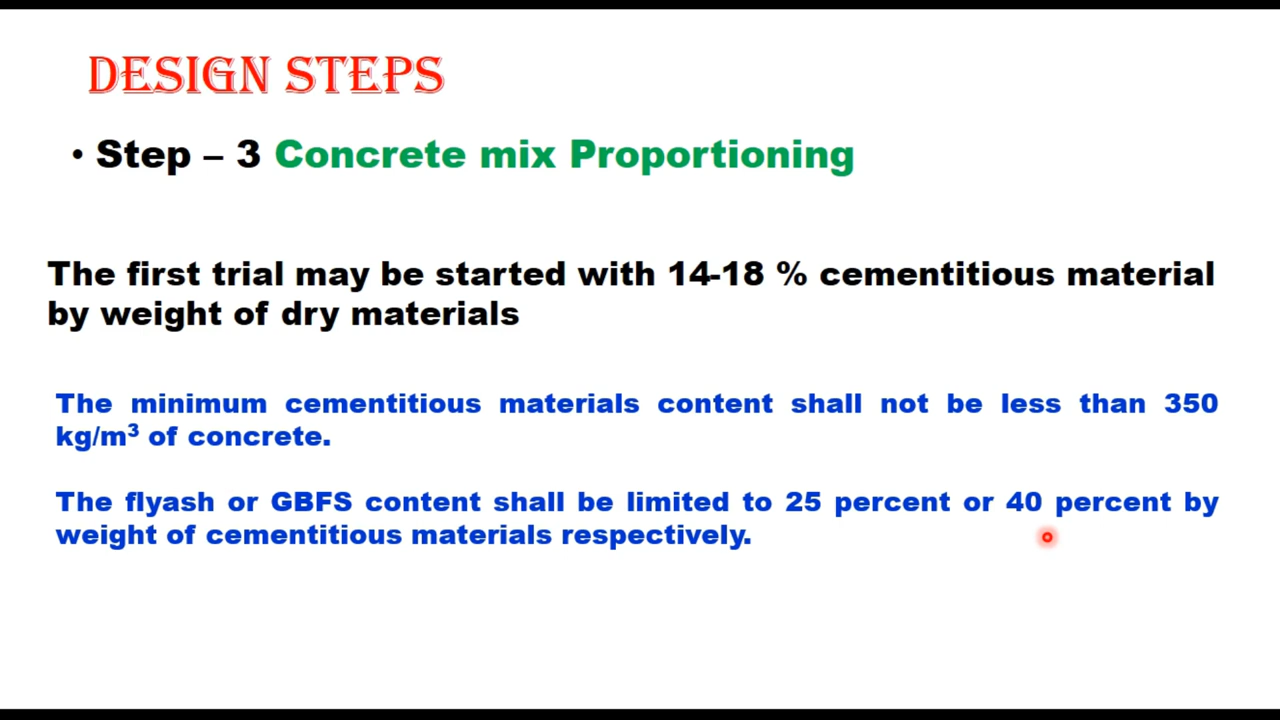 DESIGN STEPS
• Step – 3 Concrete mix Proportioning
The first trial may be started with 14-18 % cementitious material
by weight of dry materials
The minimum cementitious materials content shall not be less than 350
kg/m³ of concrete.
The flyash or GBFS content shall be limited to 25 percent or 40 percent by
weight of cementitious materials respectively.